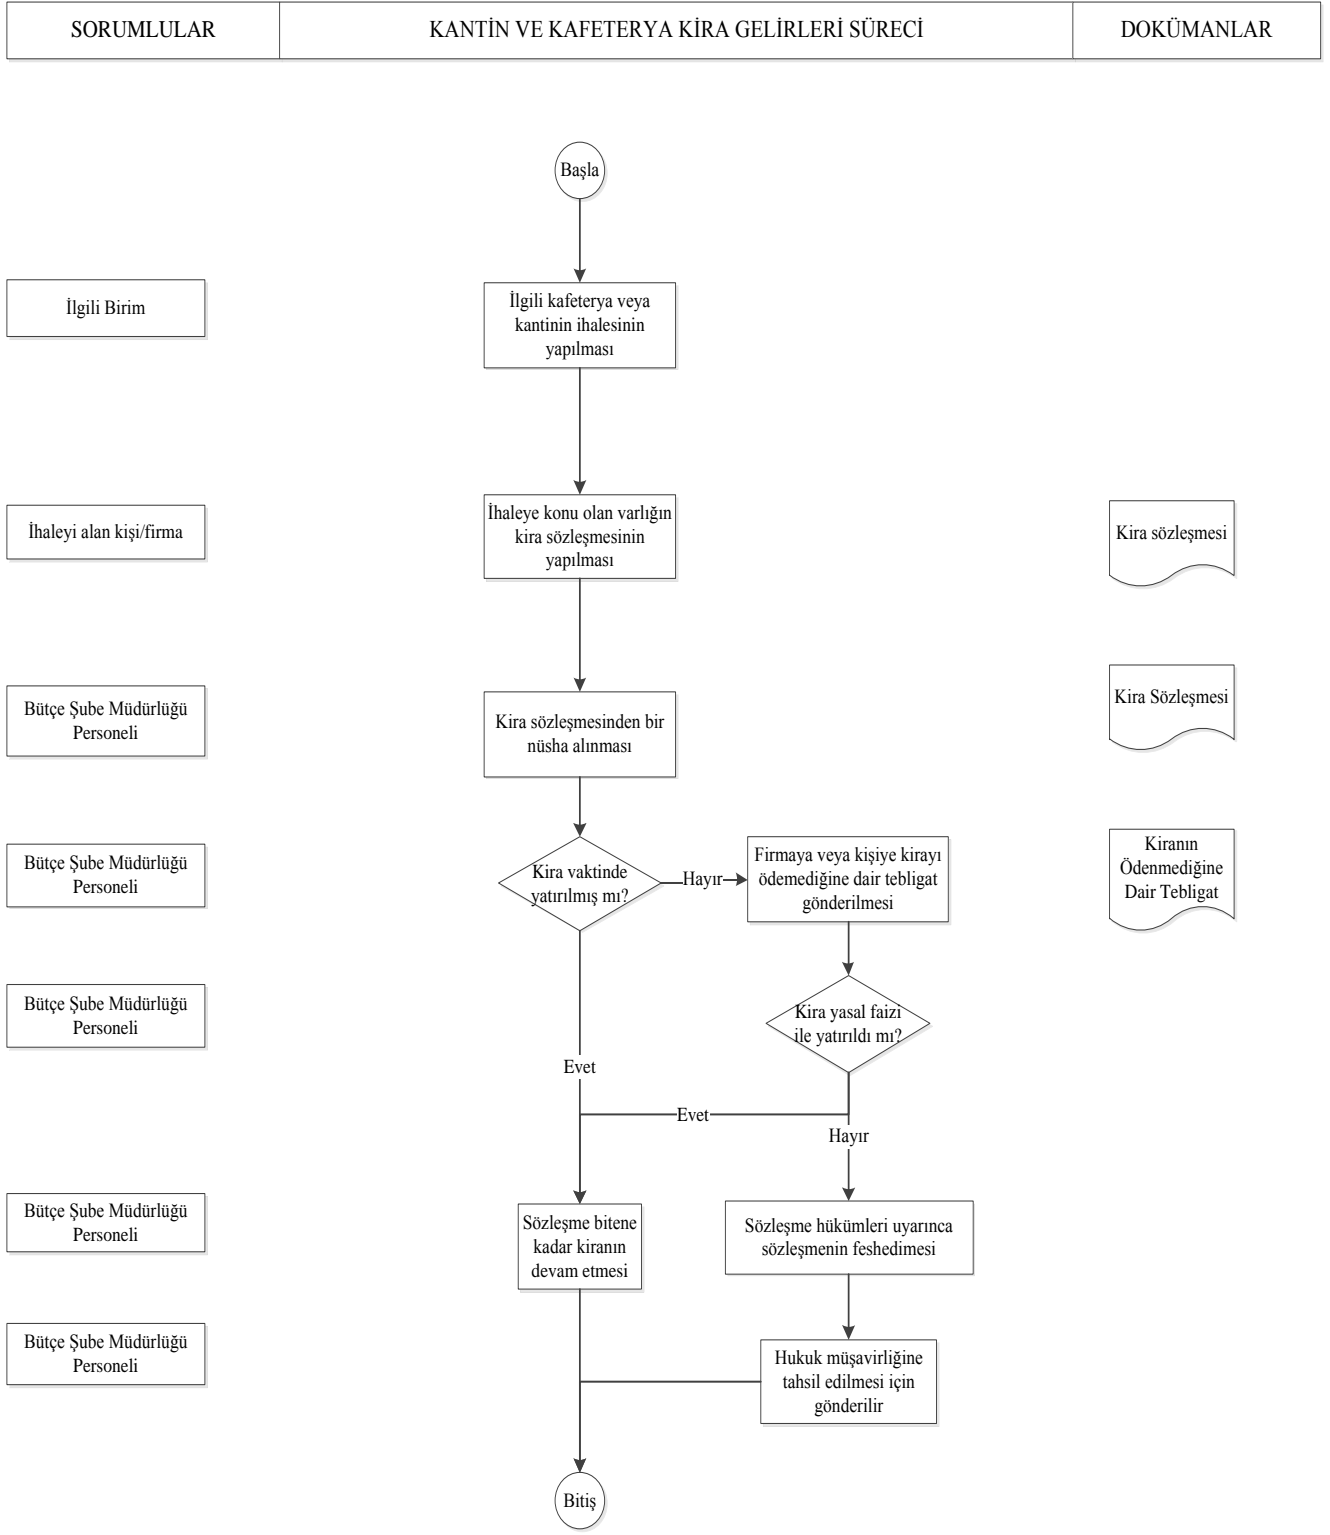 SORUMLULAR
KANTİN VE KAFETERYA KİRA GELİRLERİ SÜRECİ
DOKÜMANLAR
Başla
İlgili Birim
İlgili kafeterya veya
kantinin ihalesinin
yapılması
İhaleyi alan kişi/firma
İhaleye konu olan varlığın
kira sözleşmesinin
yapılması
Kira sözleşmesi
Bütçe Şube Müdürlüğü
Personeli
Kira sözleşmesinden bir
nüsha alınması
Kira Sözleşmesi
Bütçe Şube Müdürlüğü
Personeli
Kira vaktinde
yatırılmış mı?
Hayır
Firmaya veya kişiye kirayı
ödemediğine dair tebligat
gönderilmesi
Kiranın
Ödenmediğine
Dair Tebligat
Bütçe Şube Müdürlüğü
Personeli
Kira yasal faizi
ile yatırıldı mı?
Evet
Evet
Hayır
Bütçe Şube Müdürlüğü
Personeli
Sözleşme bitene
kadar kiranın
devam etmesi
Sözleşme hükümleri uyarınca
sözleşmenin feshedimesi
Bütçe Şube Müdürlüğü
Personeli
Hukuk müşavirliğine
tahsil edilmesi için
gönderilir
Bitiş